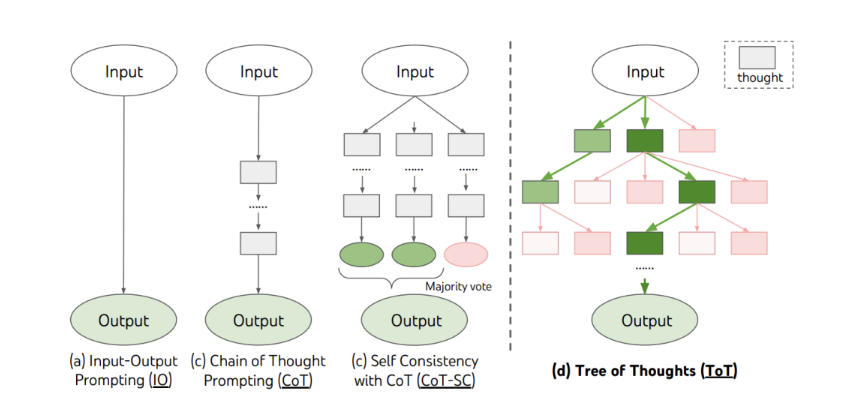 Input
Input
Input
Input
thought
......
......
......
......
......
Majority vote
Output
Output
Output
Output
(a) Input-Output
Prompting (IO)
(c) Chain of Thought
Prompting (CoT)
(c) Self Consistency
with CoT (CoT-SC)
(d) Tree of Thoughts (ToT)